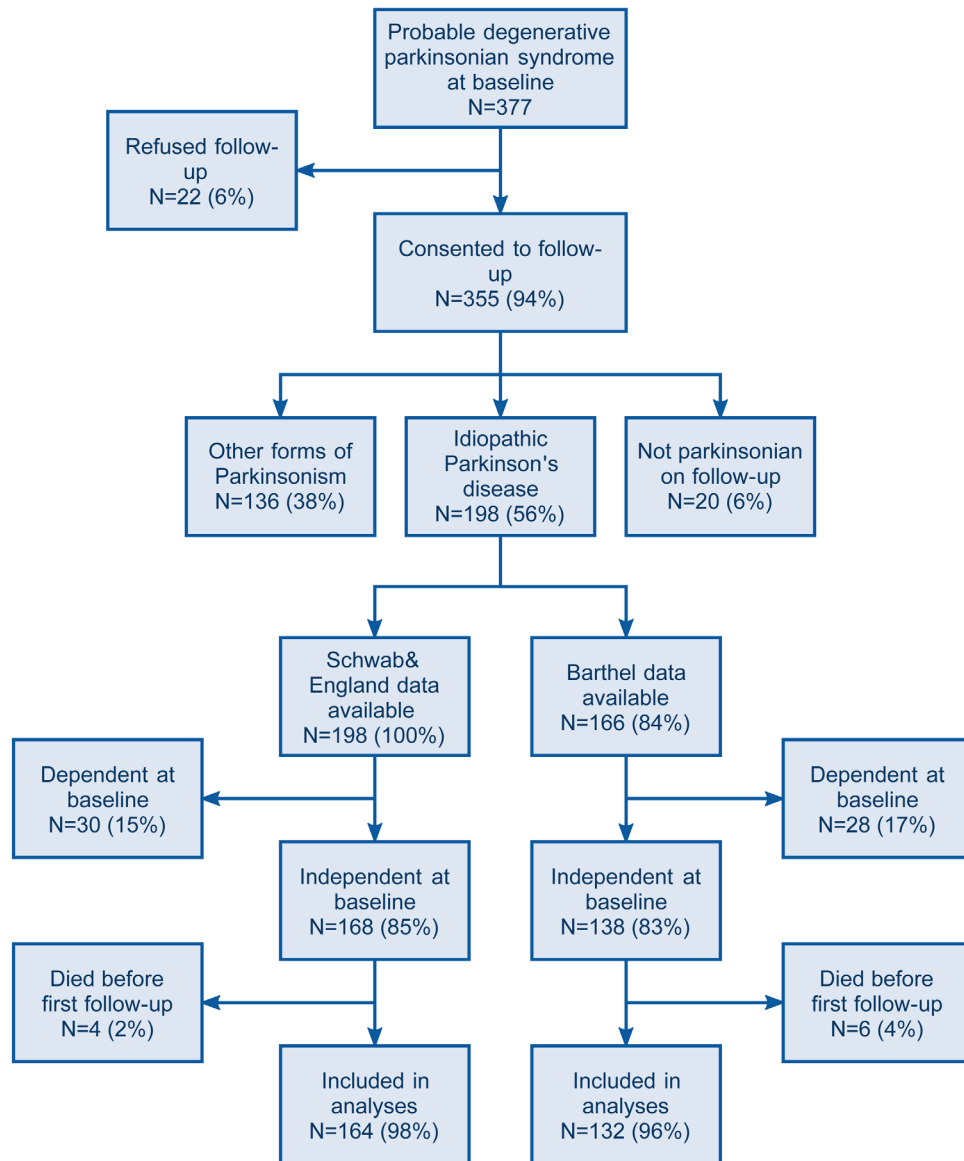 Probable degenerative
parkinsonian syndrome
at baseline
N=377
Refused follow-
up
N=22 (6%)
Consented to follow-
up
N=355 (94%)
Other forms of
Parkinsonism
N=136 (38%)
Idiopathic
Parkinson's
disease
N=198 (56%)
Not parkinsonian
on follow-up
N=20 (6%)
Schwab&
England data
available
N=198 (100%)
Barthel data
available
N=166 (84%)
Dependent at
baseline
N=30 (15%)
Dependent at
baseline
N=28 (17%)
Independent at
baseline
N=168 (85%)
Independent at
baseline
N=138 (83%)
Died before
first follow-up
N=4 (2%)
Died before
first follow-up
N=6 (4%)
Included in
analyses
N=164 (98%)
Included in
analyses
N=132 (96%)